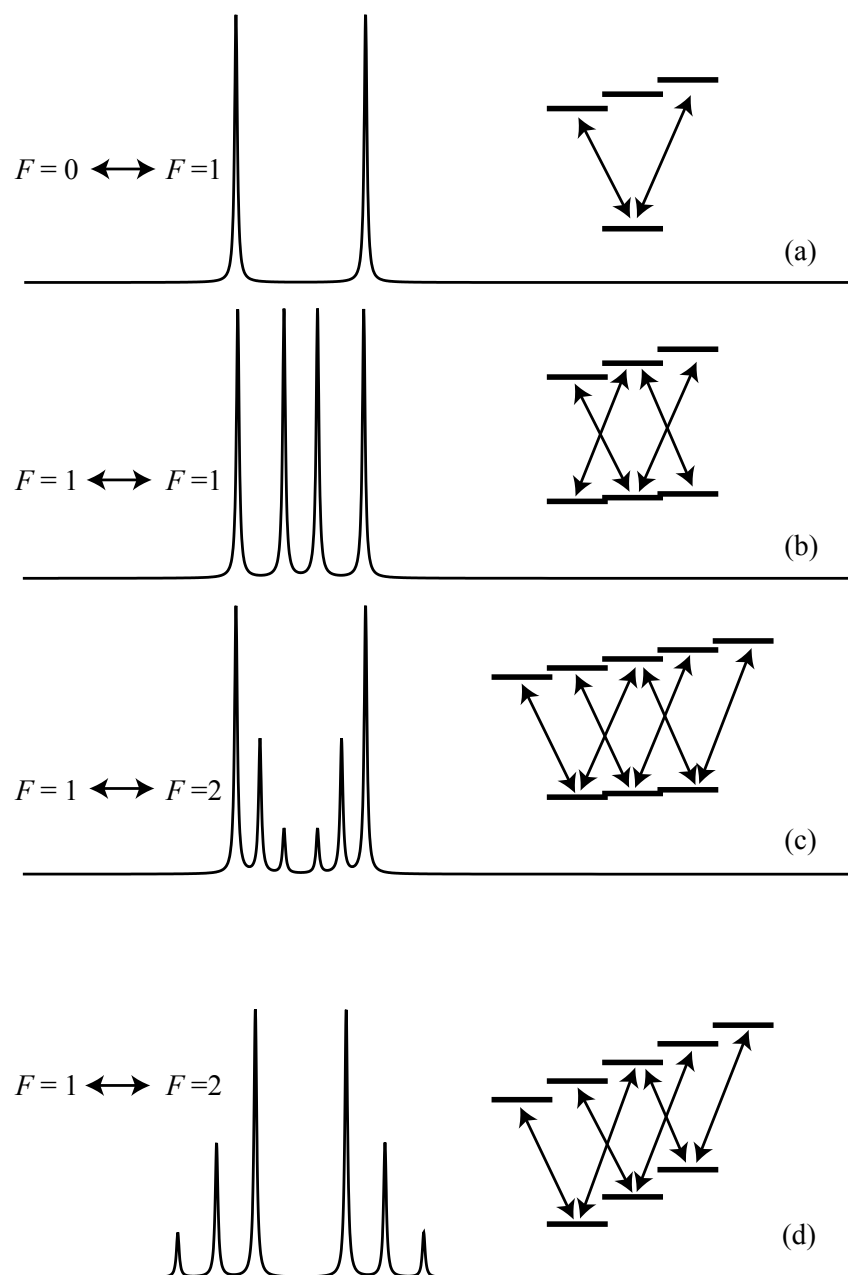 F = 0 ⟷ F =1
(a)
F = 1 ⟷ F =1
(b)
F = 1 ⟷ F =2
(c)
F = 1 ⟷ F =2
(d)